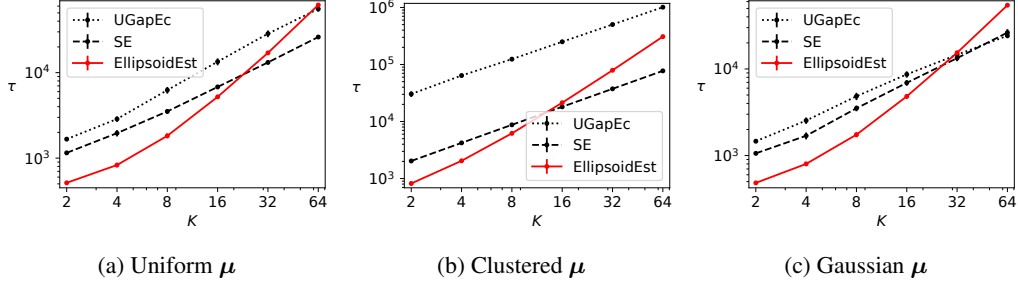 UGapEc
SE
EllipsoidEst
10^4
10^3
τ
2 4 8 16 32 64
K
(a) Uniform μ
10^6
10^5
10^4
10^3
τ
UGapEc
SE
EllipsoidEst
2 4 8 16 32 64
K
(b) Clustered μ
UGapEc
SE
EllipsoidEst
10^4
10^3
τ
2 4 8 16 32 64
K
(c) Gaussian μ